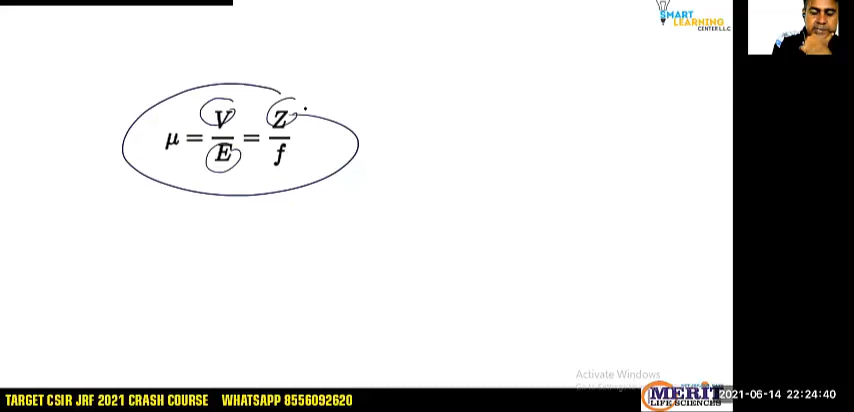 SMART
LEARNING
CENTER L.L.C
μ = V/E = Z/f
Activate Windows
TARGET CSIR JRF 2021 CRASH COURSE WHATSAPP 8556092620
MERIT
LIFE SCIENCES
2021-06-14 22:24:40